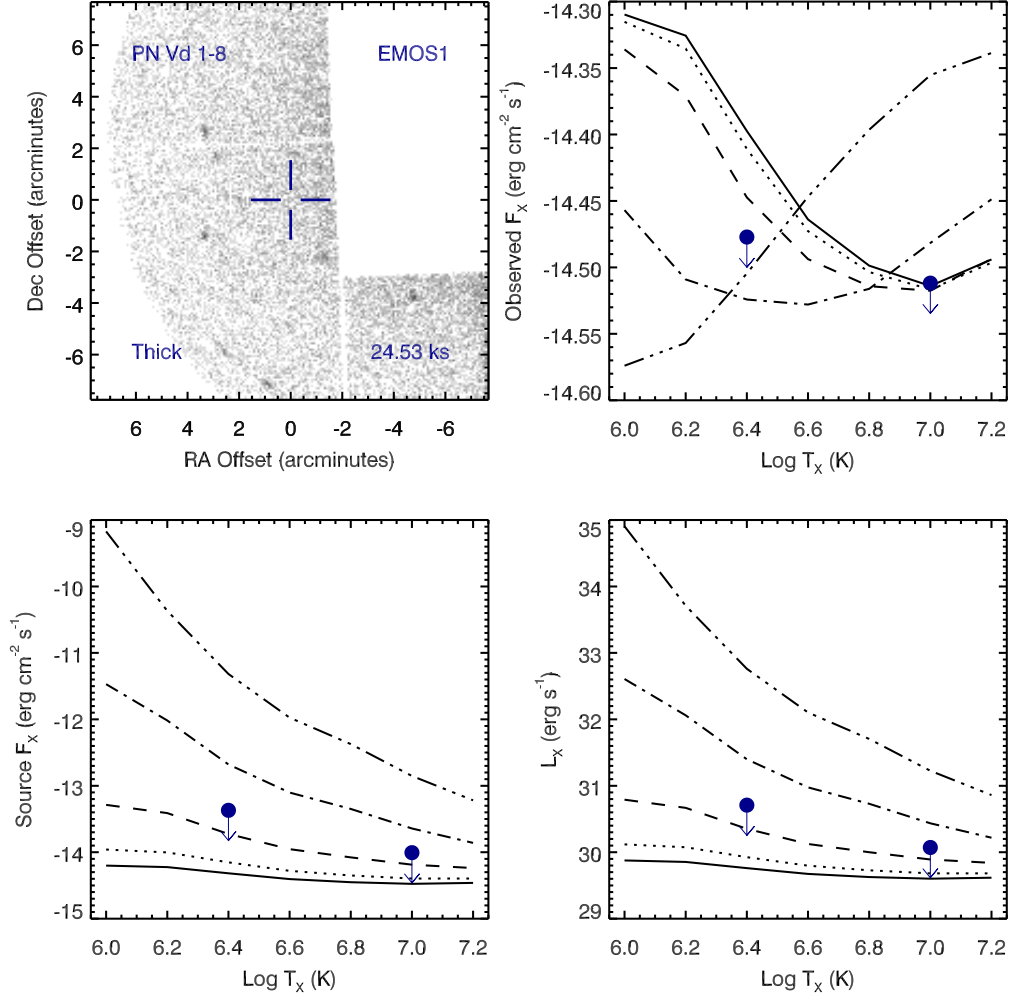 PN Vd 1-8
EMOS1
Thick
24.53 ks
6
4
2
0
-2
-4
-6
Dec Offset (arcminutes)
6 4 2 0 -2 -4 -6
RA Offset (arcminutes)
-14.30
-14.35
-14.40
-14.45
-14.50
-14.55
-14.60
Observed Fx (erg cm-2 s-1)
6.0 6.2 6.4 6.6 6.8 7.0 7.2
Log Tx (K)
-9
-10
-11
-12
-13
-14
-15
Source Fx (erg cm-2 s-1)
6.0 6.2 6.4 6.6 6.8 7.0 7.2
Log Tx (K)
35
34
33
32
31
30
29
Lx (erg s-1)
6.0 6.2 6.4 6.6 6.8 7.0 7.2
Log Tx (K)